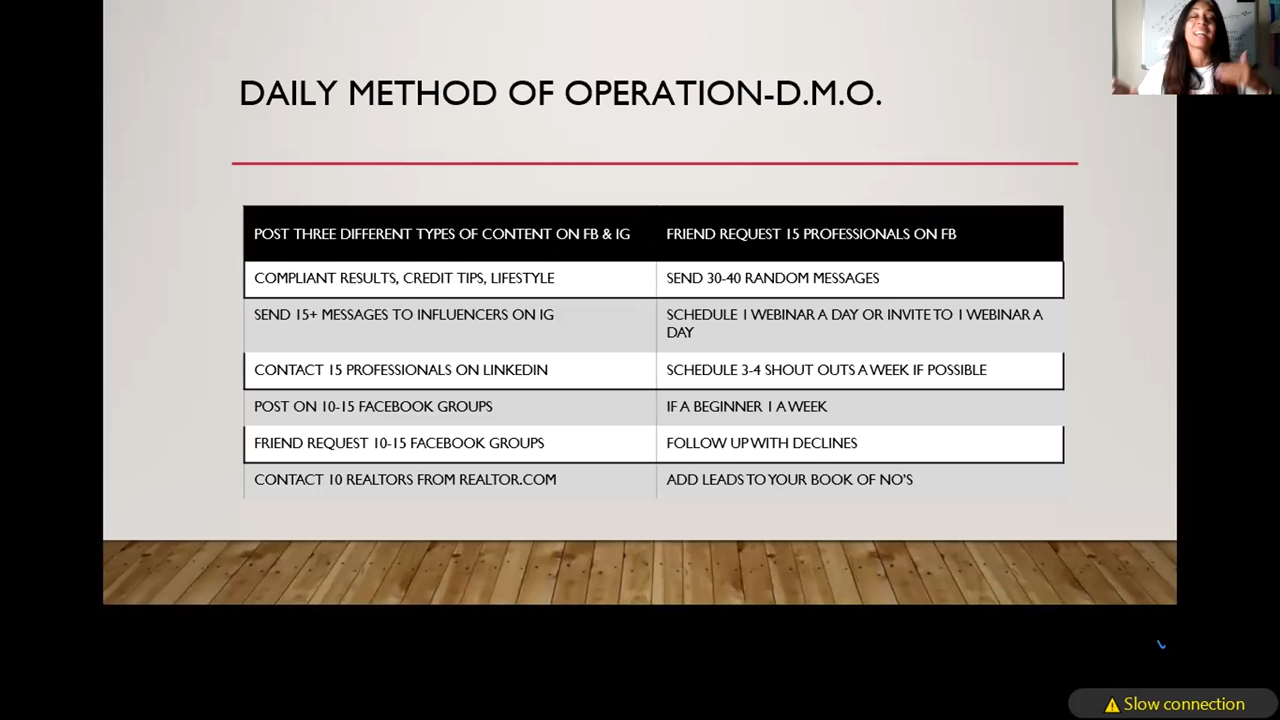 DAILY METHOD OF OPERATION-D.M.O.
POST THREE DIFFERENT TYPES OF CONTENT ON FB & IG
FRIEND REQUEST 15 PROFESSIONALS ON FB
COMPLIANT RESULTS, CREDIT TIPS, LIFESTYLE
SEND 30-40 RANDOM MESSAGES
SEND 15+ MESSAGES TO INFLUENCERS ON IG
SCHEDULE 1 WEBINAR A DAY OR INVITE TO 1 WEBINAR A
DAY
CONTACT 15 PROFESSIONALS ON LINKEDIN
SCHEDULE 3-4 SHOUT OUTS A WEEK IF POSSIBLE
POST ON 10-15 FACEBOOK GROUPS
IF A BEGINNER 1 A WEEK
FRIEND REQUEST 10-15 FACEBOOK GROUPS
FOLLOW UP WITH DECLINES
CONTACT 10 REALTORS FROM REALTOR.COM
ADD LEADS TO YOUR BOOK OF NO'S
Slow connection